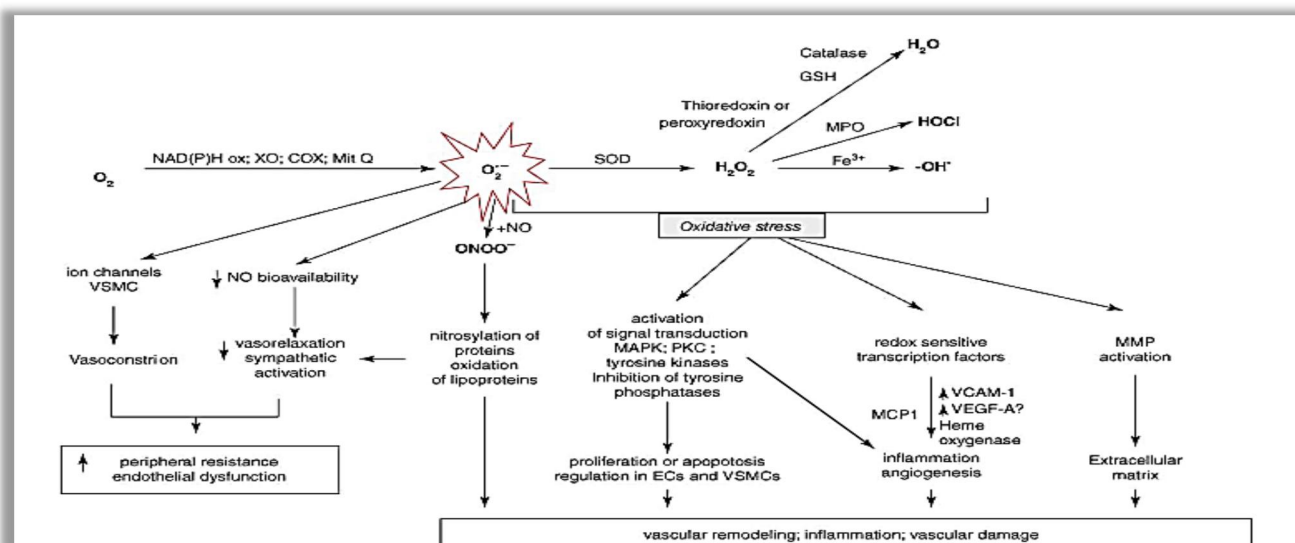 Catalase
GSH
H₂O
Thioredoxin or
peroxyredoxin
MPO
HOCl
NAD(P)H ox; XO; COX; Mit Q
O₂
O₂·−
SOD
H₂O₂
Fe³⁺
-OH·
+NO
ONOO⁻
Oxidative stress
ion channels
VSMC
NO bioavailability
Vasoconstrion
vasorelaxation
sympathetic
activation
nitrosylation of
proteins
oxidation
of lipoproteins
activation
of signal transduction
MAPK; PKC ;
tyrosine kinases
Inhibition of tyrosine
phosphatases
redox sensitive
transcription factors
MMP
activation
MCP1
VCAM-1
VEGF-A?
Heme
oxygenase
peripheral resistance
endothelial dysfunction
proliferation or apoptosis
regulation in ECs and VSMCs
inflammation
angiogenesis
Extracellular
matrix
vascular remodeling; inflammation; vascular damage